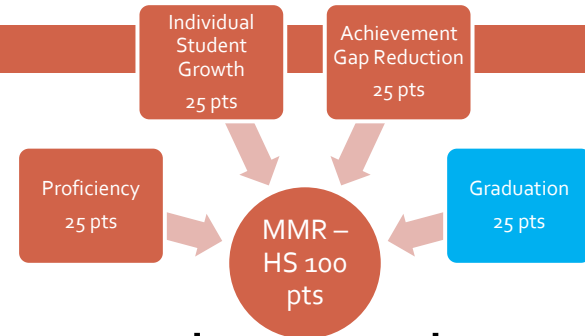 Individual
Student
Growth
25 pts
Achievement
Gap Reduction
25 pts
Proficiency
25 pts
Graduation
25 pts
MMR –
HS 100
pts